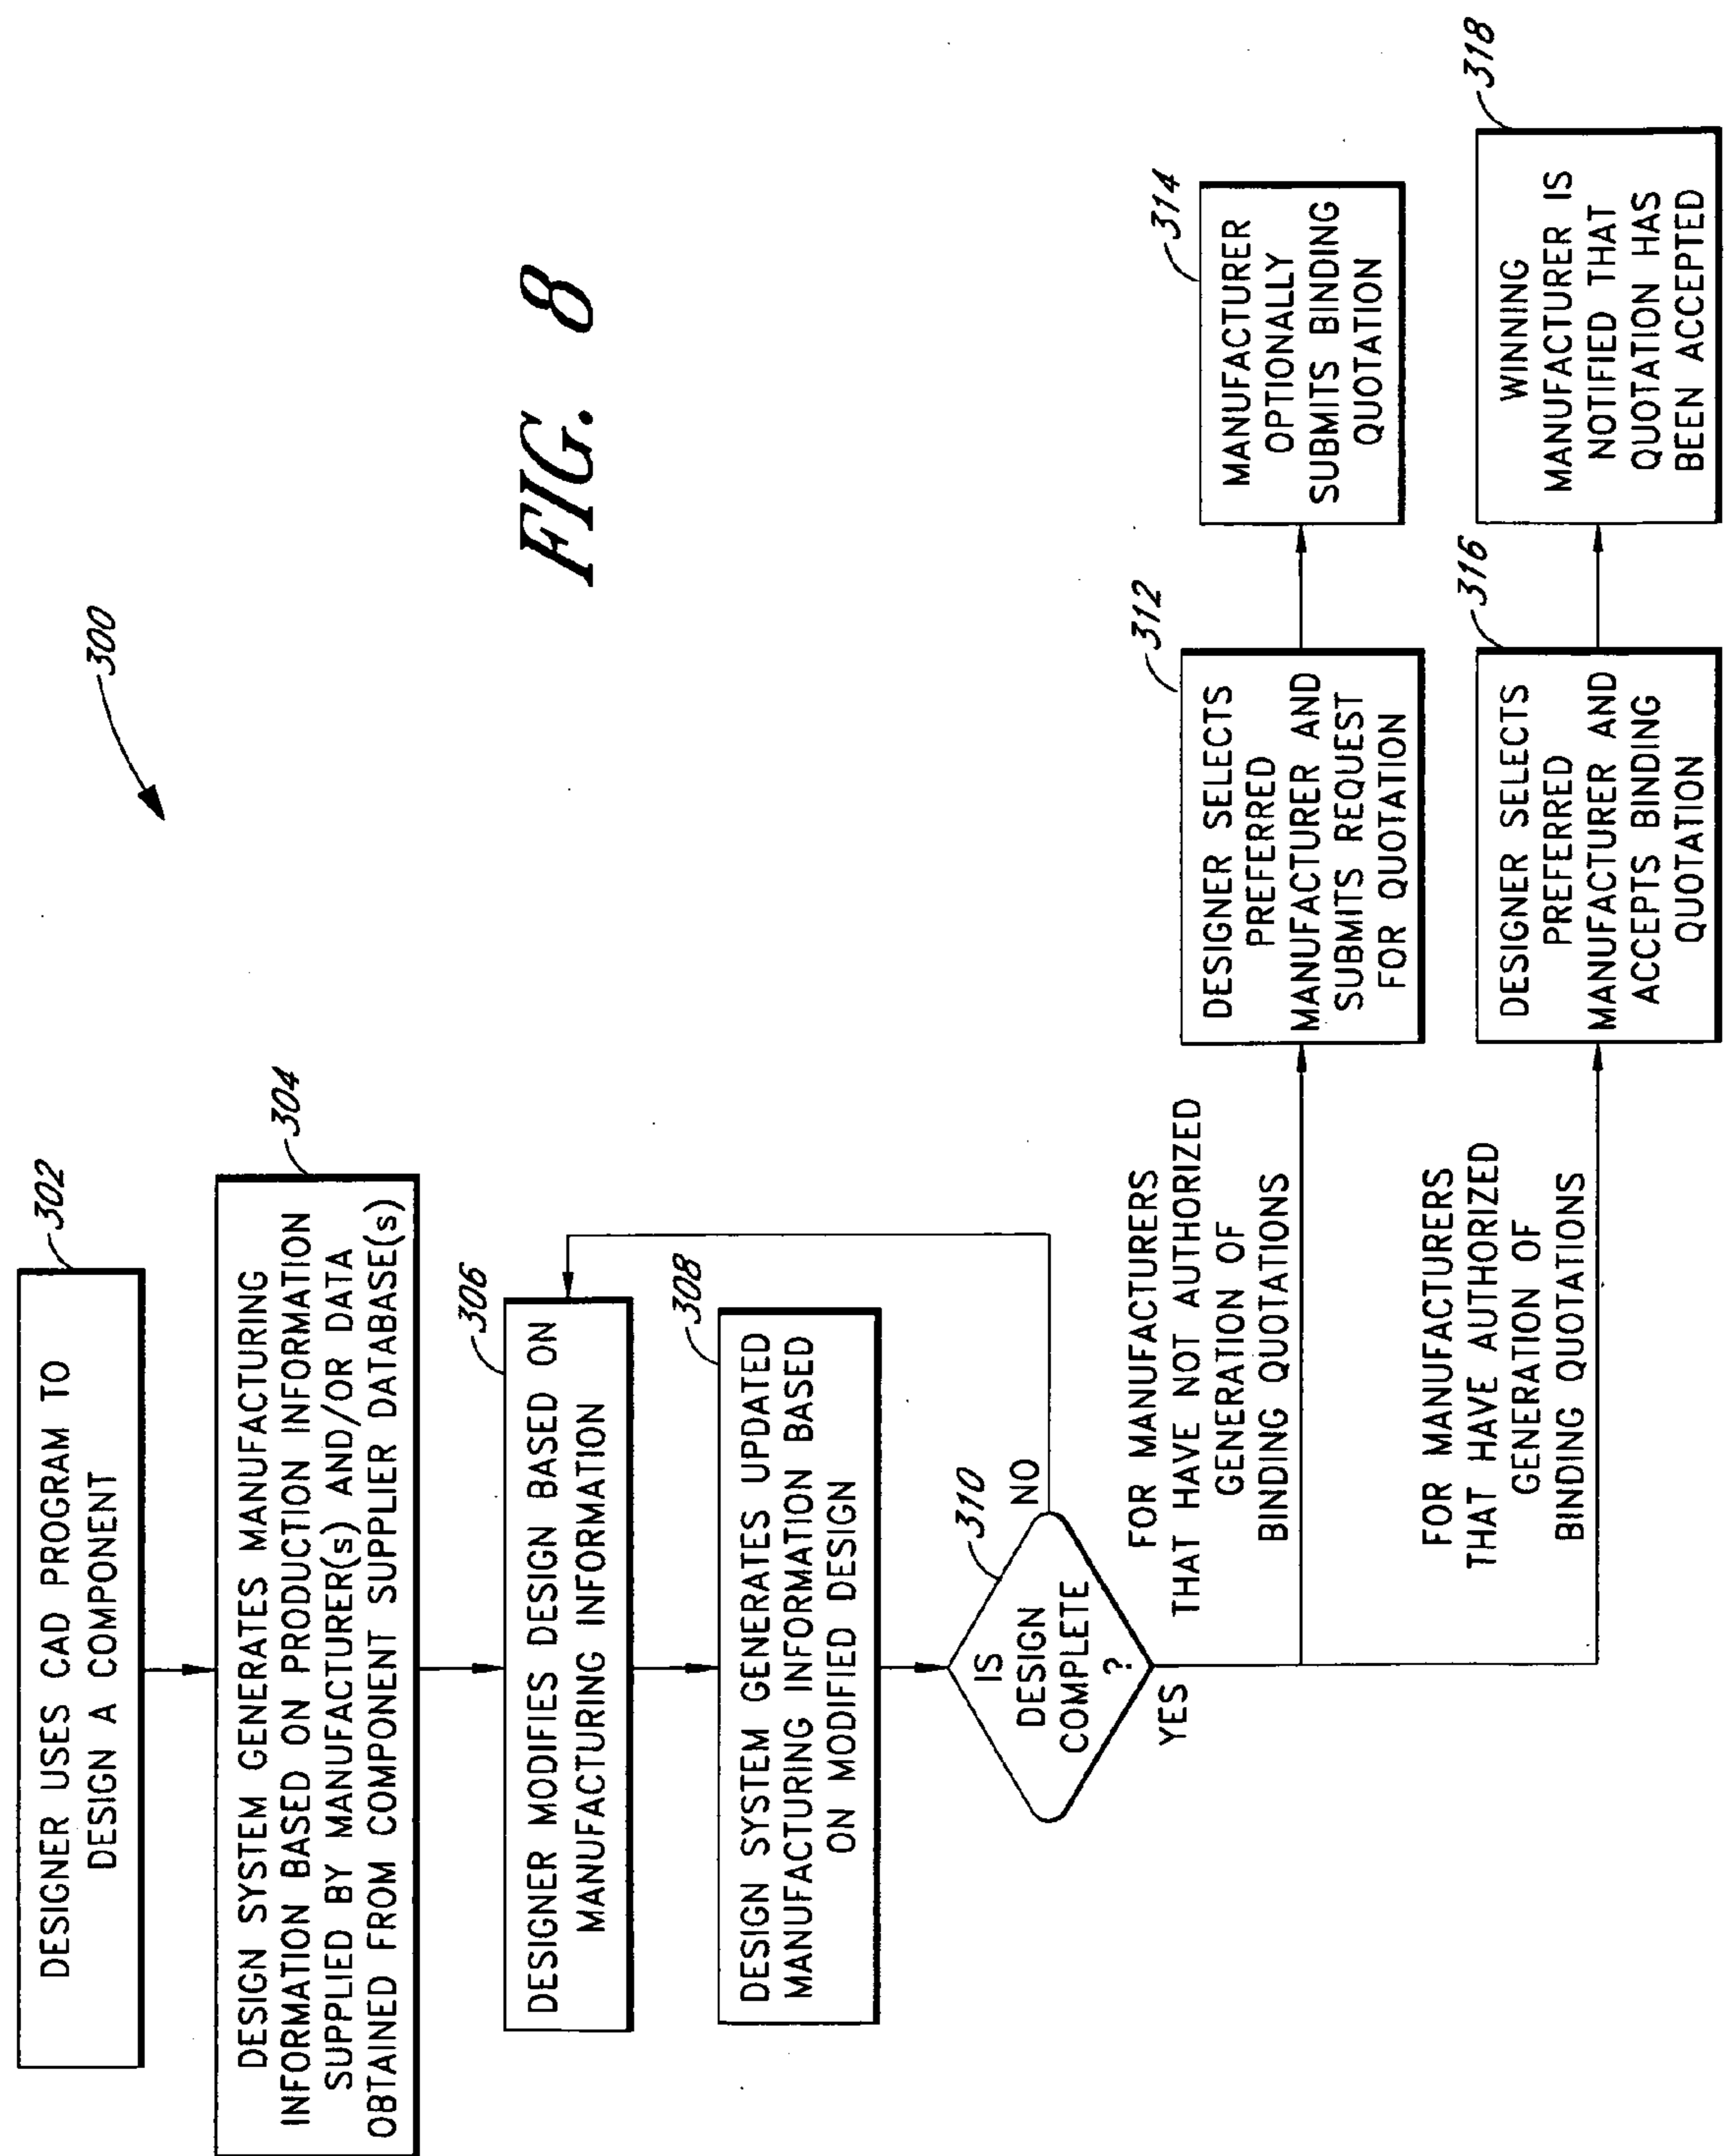 300
FIG. 8
302
DESIGNER USES CAD PROGRAM TO
DESIGN A COMPONENT
304
DESIGN SYSTEM GENERATES MANUFACTURING
INFORMATION BASED ON PRODUCTION INFORMATION
SUPPLIED BY MANUFACTURER(s) AND/OR DATA
OBTAINED FROM COMPONENT SUPPLIER DATABASE(s)
306
DESIGNER MODIFIES DESIGN BASED ON
MANUFACTURING INFORMATION
308
DESIGN SYSTEM GENERATES UPDATED
MANUFACTURING INFORMATION BASED
ON MODIFIED DESIGN
310
IS
DESIGN
COMPLETE
?
NO
YES
FOR MANUFACTURERS
THAT HAVE NOT AUTHORIZED
GENERATION OF
BINDING QUOTATIONS
312
DESIGNER SELECTS
PREFERRED
MANUFACTURER AND
SUBMITS REQUEST
FOR QUOTATION
314
MANUFACTURER
OPTIONALLY
SUBMITS BINDING
QUOTATION
FOR MANUFACTURERS
THAT HAVE AUTHORIZED
GENERATION OF
BINDING QUOTATIONS
316
DESIGNER SELECTS
PREFERRED
MANUFACTURER AND
ACCEPTS BINDING
QUOTATION
318
WINNING
MANUFACTURER IS
NOTIFIED THAT
QUOTATION HAS
BEEN ACCEPTED